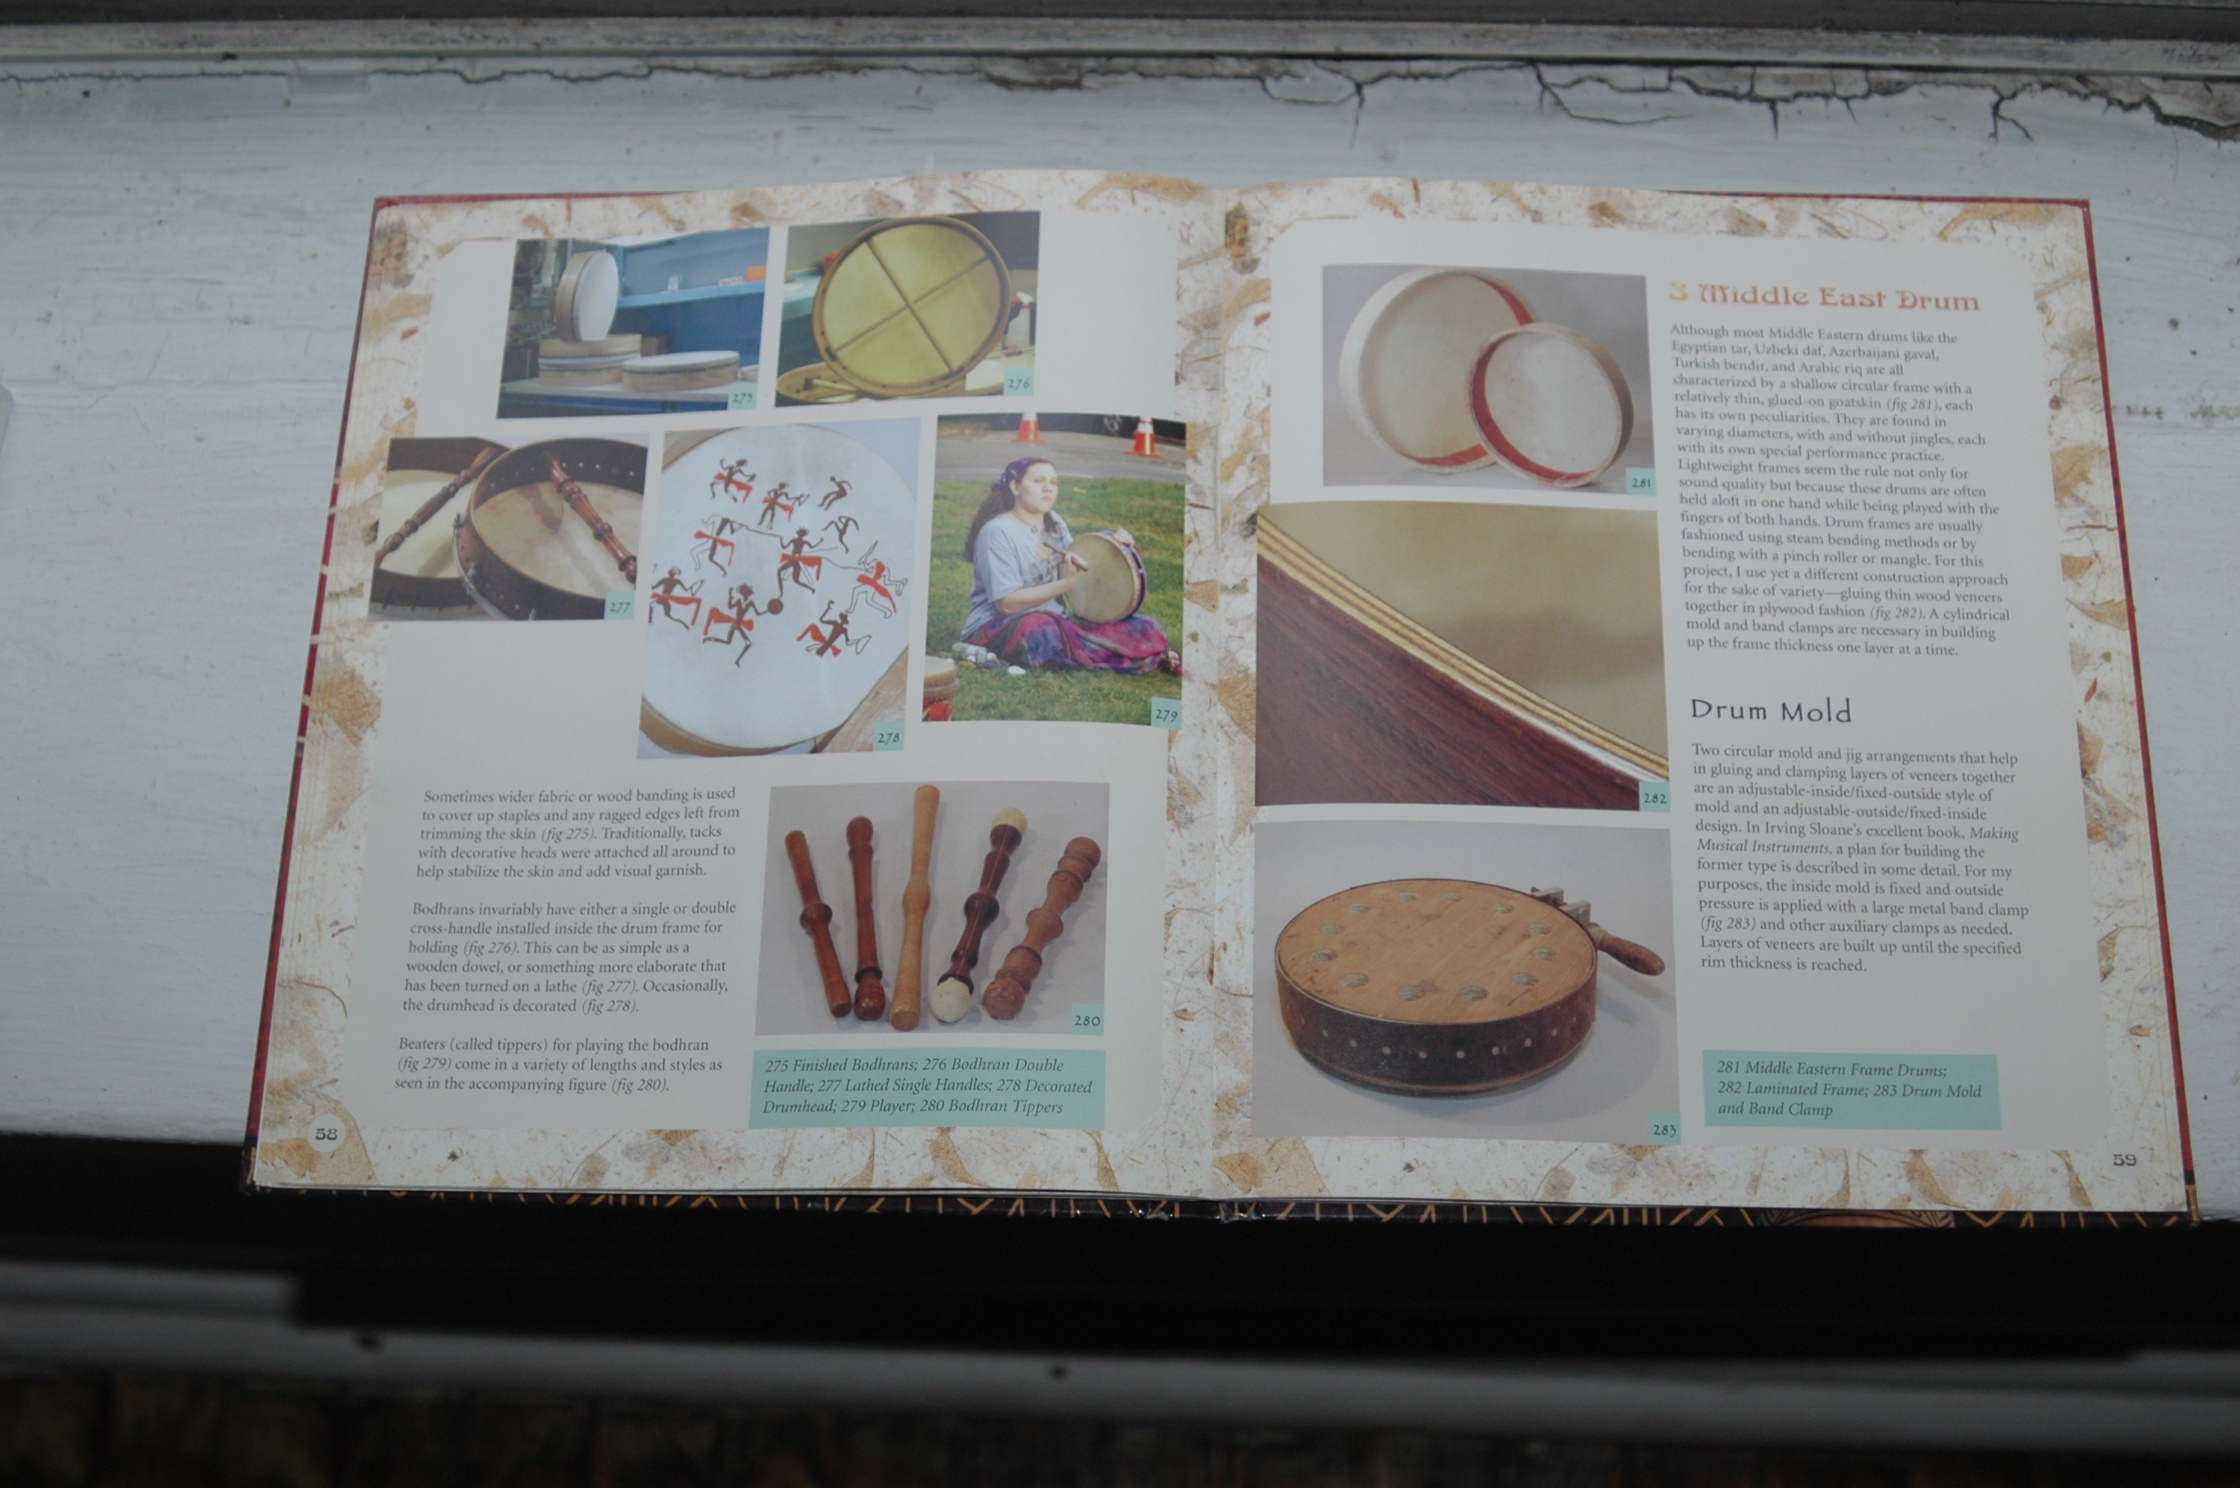 275
276
277
278
279
Sometimes wider fabric or wood banding is used
to cover up staples and any ragged edges left from
trimming the skin (fig 275). Traditionally, tacks
with decorative heads were attached all around to
help stabilize the skin and add visual garnish.
Bodhrans invariably have either a single or double
cross-handle installed inside the drum frame for
holding (fig 276). This can be as simple as a
wooden dowel, or something more elaborate that
has been turned on a lathe (fig 277). Occasionally,
the drumhead is decorated (fig 278).
Beaters (called tippers) for playing the bodhran
(fig 279) come in a variety of lengths and styles as
seen in the accompanying figure (fig 280).
280
275 Finished Bodhrans; 276 Bodhran Double
Handle; 277 Lathed Single Handles; 278 Decorated
Drumhead; 279 Player; 280 Bodhran Tippers
58
281
282
283
3 Middle East Drum
Although most Middle Eastern drums like the
Egyptian tar, Uzbeki daf, Azerbaijani gaval,
Turkish bendir, and Arabic riq are all
characterized by a shallow circular frame with a
relatively thin, glued-on goatskin (fig 281), each
has its own peculiarities. They are found in
varying diameters, with and without jingles, each
with its own special performance practice.
Lightweight frames seem the rule not only for
sound quality but because these drums are often
held aloft in one hand while being played with the
fingers of both hands. Drum frames are usually
fashioned using steam bending methods or by
bending with a pinch roller or mangle. For this
project, I use yet a different construction approach
for the sake of variety—gluing thin wood veneers
together in plywood fashion (fig 282). A cylindrical
mold and band clamps are necessary in building
up the frame thickness one layer at a time.
Drum Mold
Two circular mold and jig arrangements that help
in gluing and clamping layers of veneers together
are an adjustable-inside/fixed-outside style of
mold and an adjustable-outside/fixed-inside
design. In Irving Sloane's excellent book, Making
Musical Instruments, a plan for building the
former type is described in some detail. For my
purposes, the inside mold is fixed and outside
pressure is applied with a large metal band clamp
(fig 283) and other auxiliary clamps as needed.
Layers of veneers are built up until the specified
rim thickness is reached.
281 Middle Eastern Frame Drums;
282 Laminated Frame; 283 Drum Mold
and Band Clamp
59